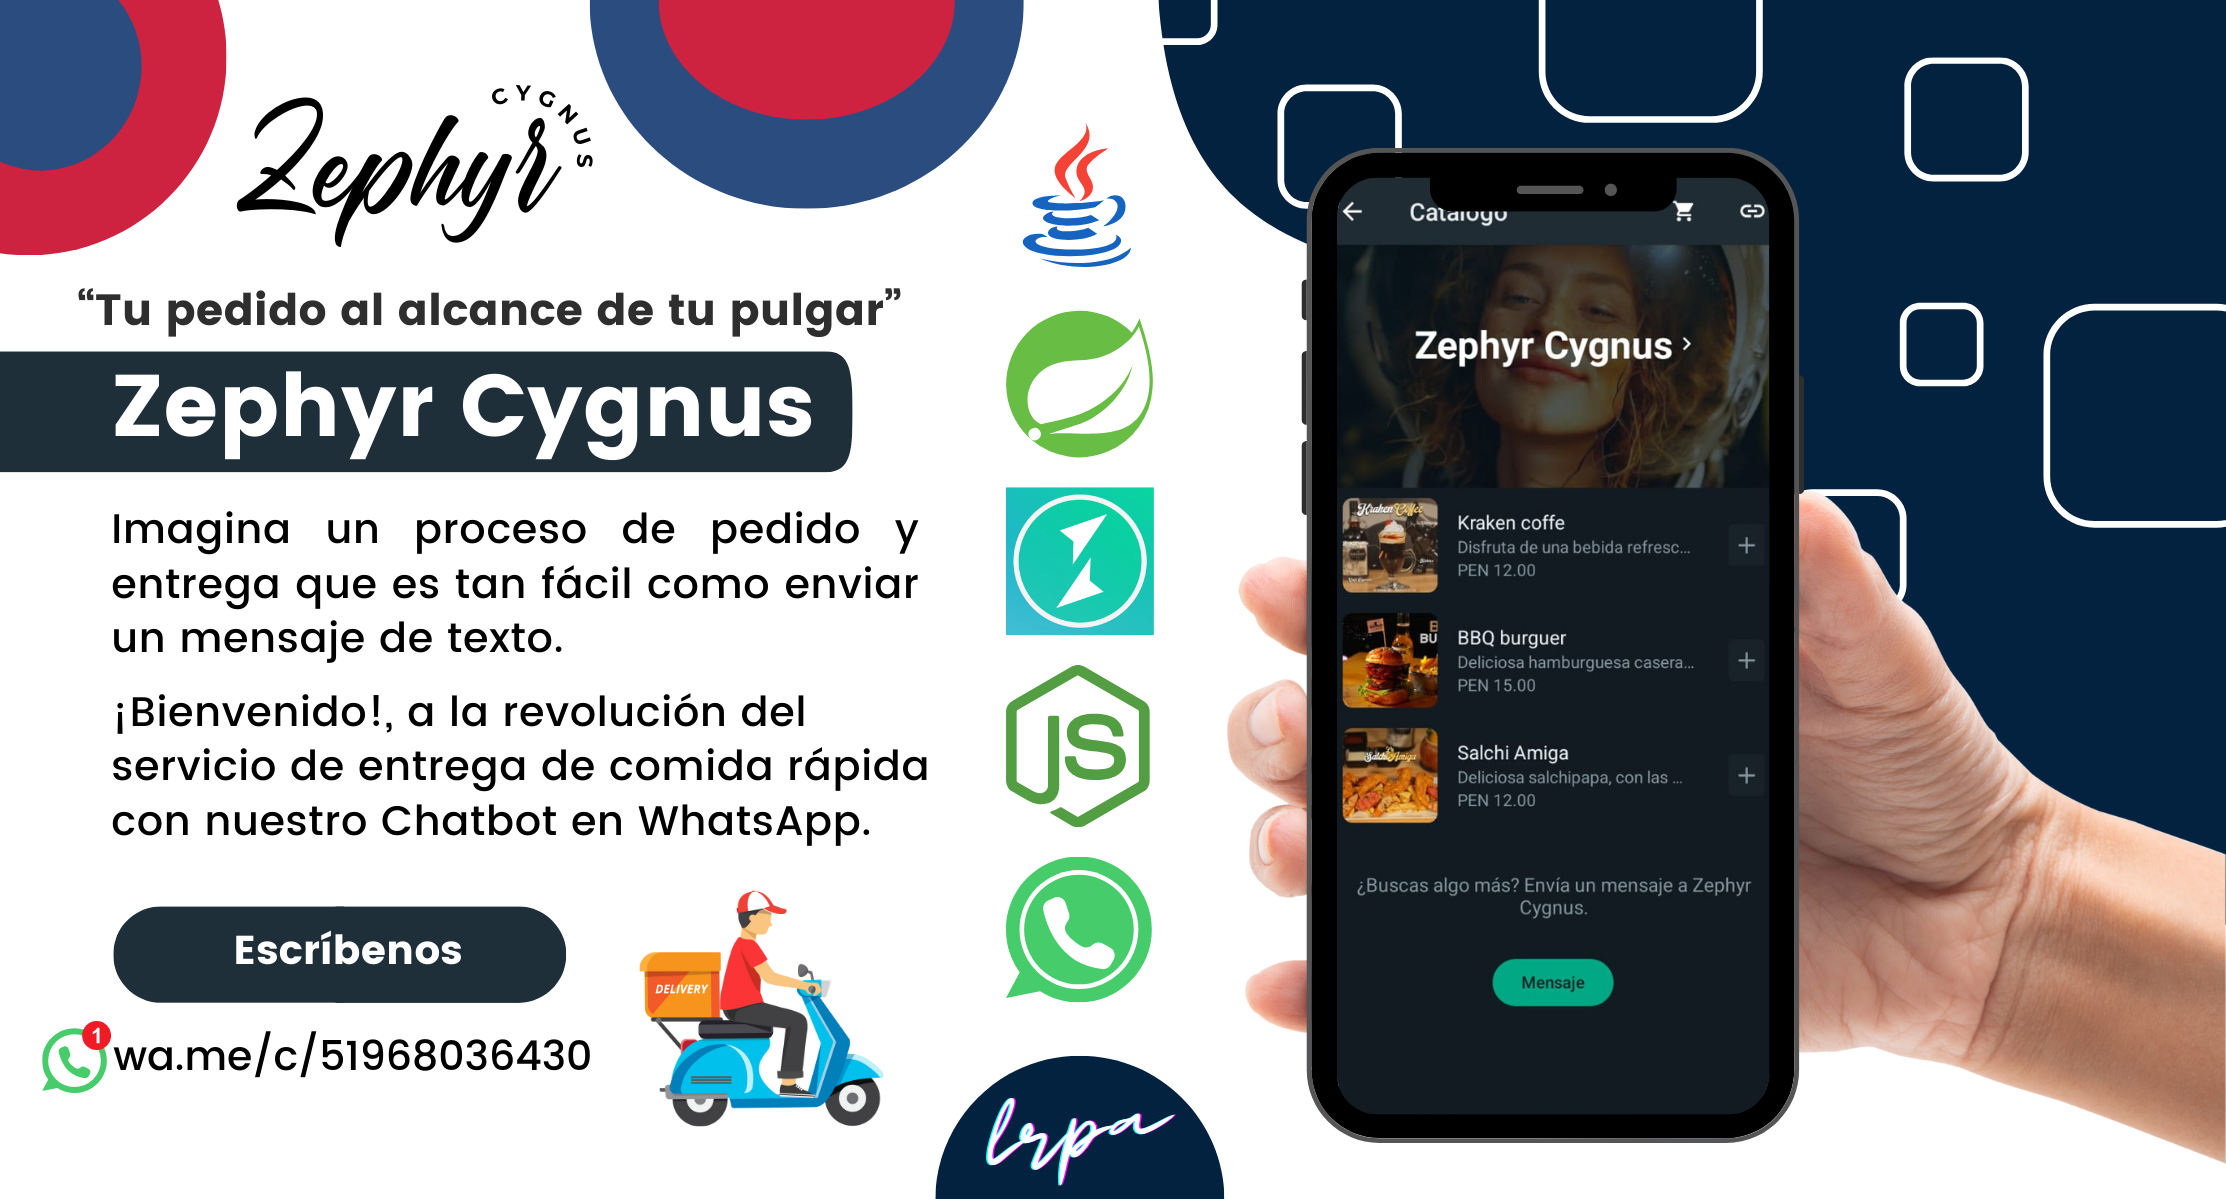 CYGNUS
Zephyr
“Tu pedido al alcance de tu pulgar”
Zephyr Cygnus
Imagina un proceso de pedido y
entrega que es tan fácil como enviar
un mensaje de texto.
¡Bienvenido!, a la revolución del
servicio de entrega de comida rápida
con nuestro Chatbot en WhatsApp.
Escríbenos
1
wa.me/c/51968036430
DELIVERY
JS
lrpa
Catálogo
Zephyr Cygnus
Kraken Coffee
Kraken coffe
Disfruta de una bebida refresc...
PEN 12.00
BBQ burguer
Deliciosa hamburguesa casera...
PEN 15.00
Salchi Amiga
Salchi Amiga
Deliciosa salchipapa, con las ...
PEN 12.00
¿Buscas algo más? Envía un mensaje a Zephyr
Cygnus.
Mensaje